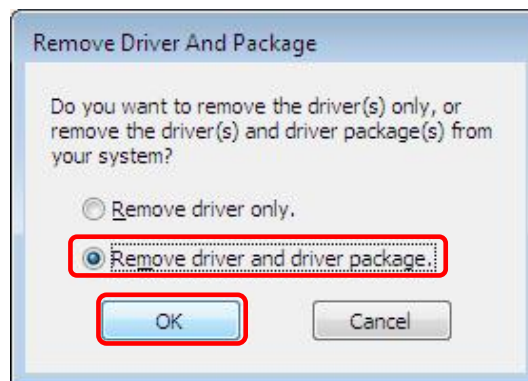 Remove Driver And Package
Do you want to remove the driver(s) only, or
remove the driver(s) and driver package(s) from
your system?
Remove driver only.
Remove driver and driver package.
OK
Cancel